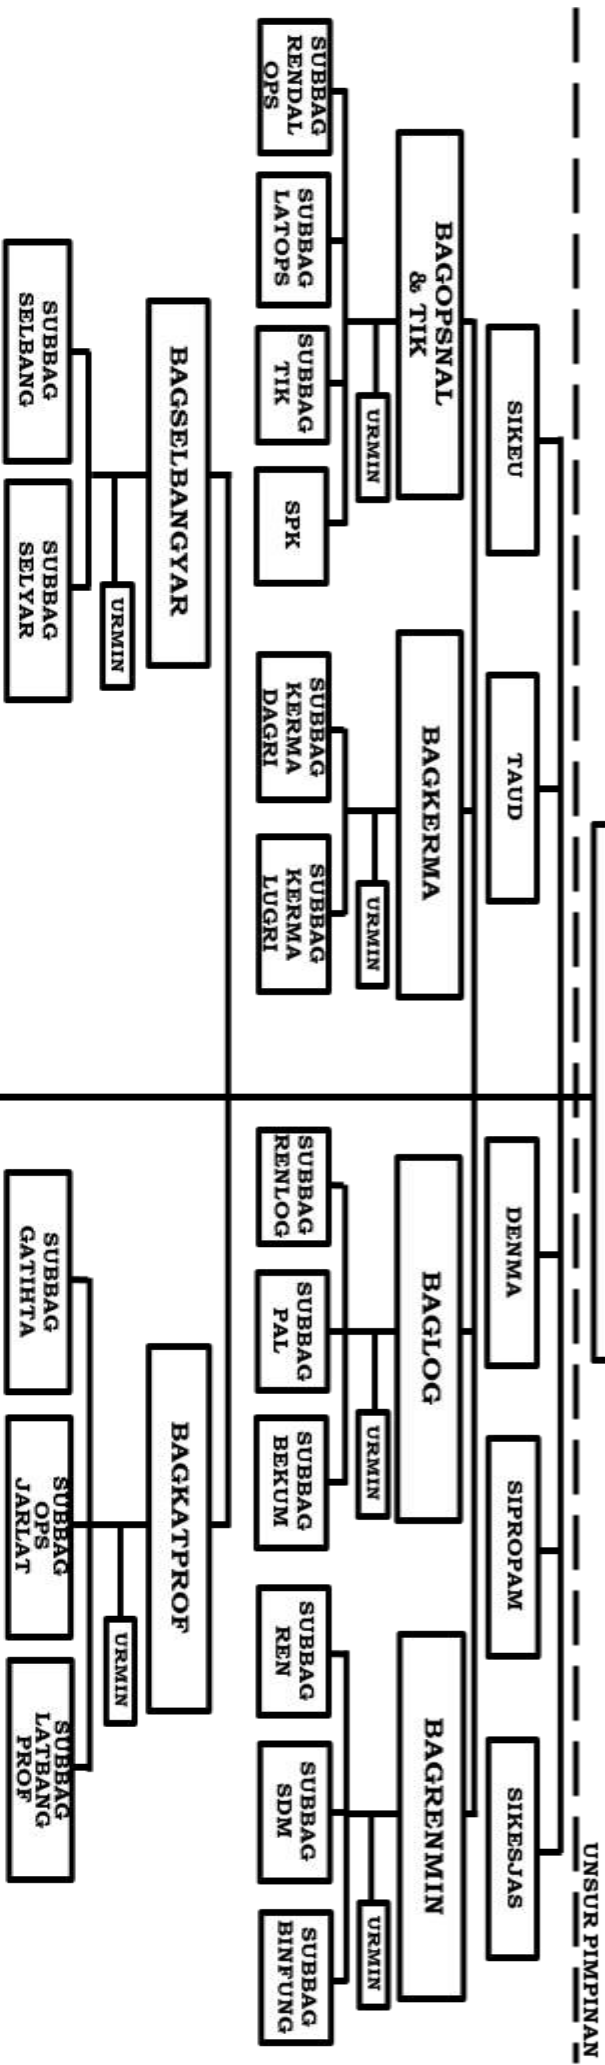 UNSUR PIMPINAN
SIKEU
TAUD
DENMA
SIPROPAM
SIKESJAS
BAGOPSNAL
& TIK
BAGKERMA
BAGLOG
BAGRENMIN
URMIN
URMIN
URMIN
URMIN
SUBBAG
RENDAL
OPS
SUBBAG
LATOPS
SUBBAG
TIK
SPK
SUBBAG
KERMA
DAGRI
SUBBAG
KERMA
LUGRI
SUBBAG
RENLOG
SUBBAG
PAL
SUBBAG
BEKUM
SUBBAG
REN
SUBBAG
SDM
SUBBAG
BINFUNG
BAGSELBANGYAR
BAGKATPROF
URMIN
URMIN
SUBBAG
SELBANG
SUBBAG
SELYAR
SUBBAG
GATIHTA
SUBBAG
OPS
JARLAT
SUBBAG
LATBANG
PROF